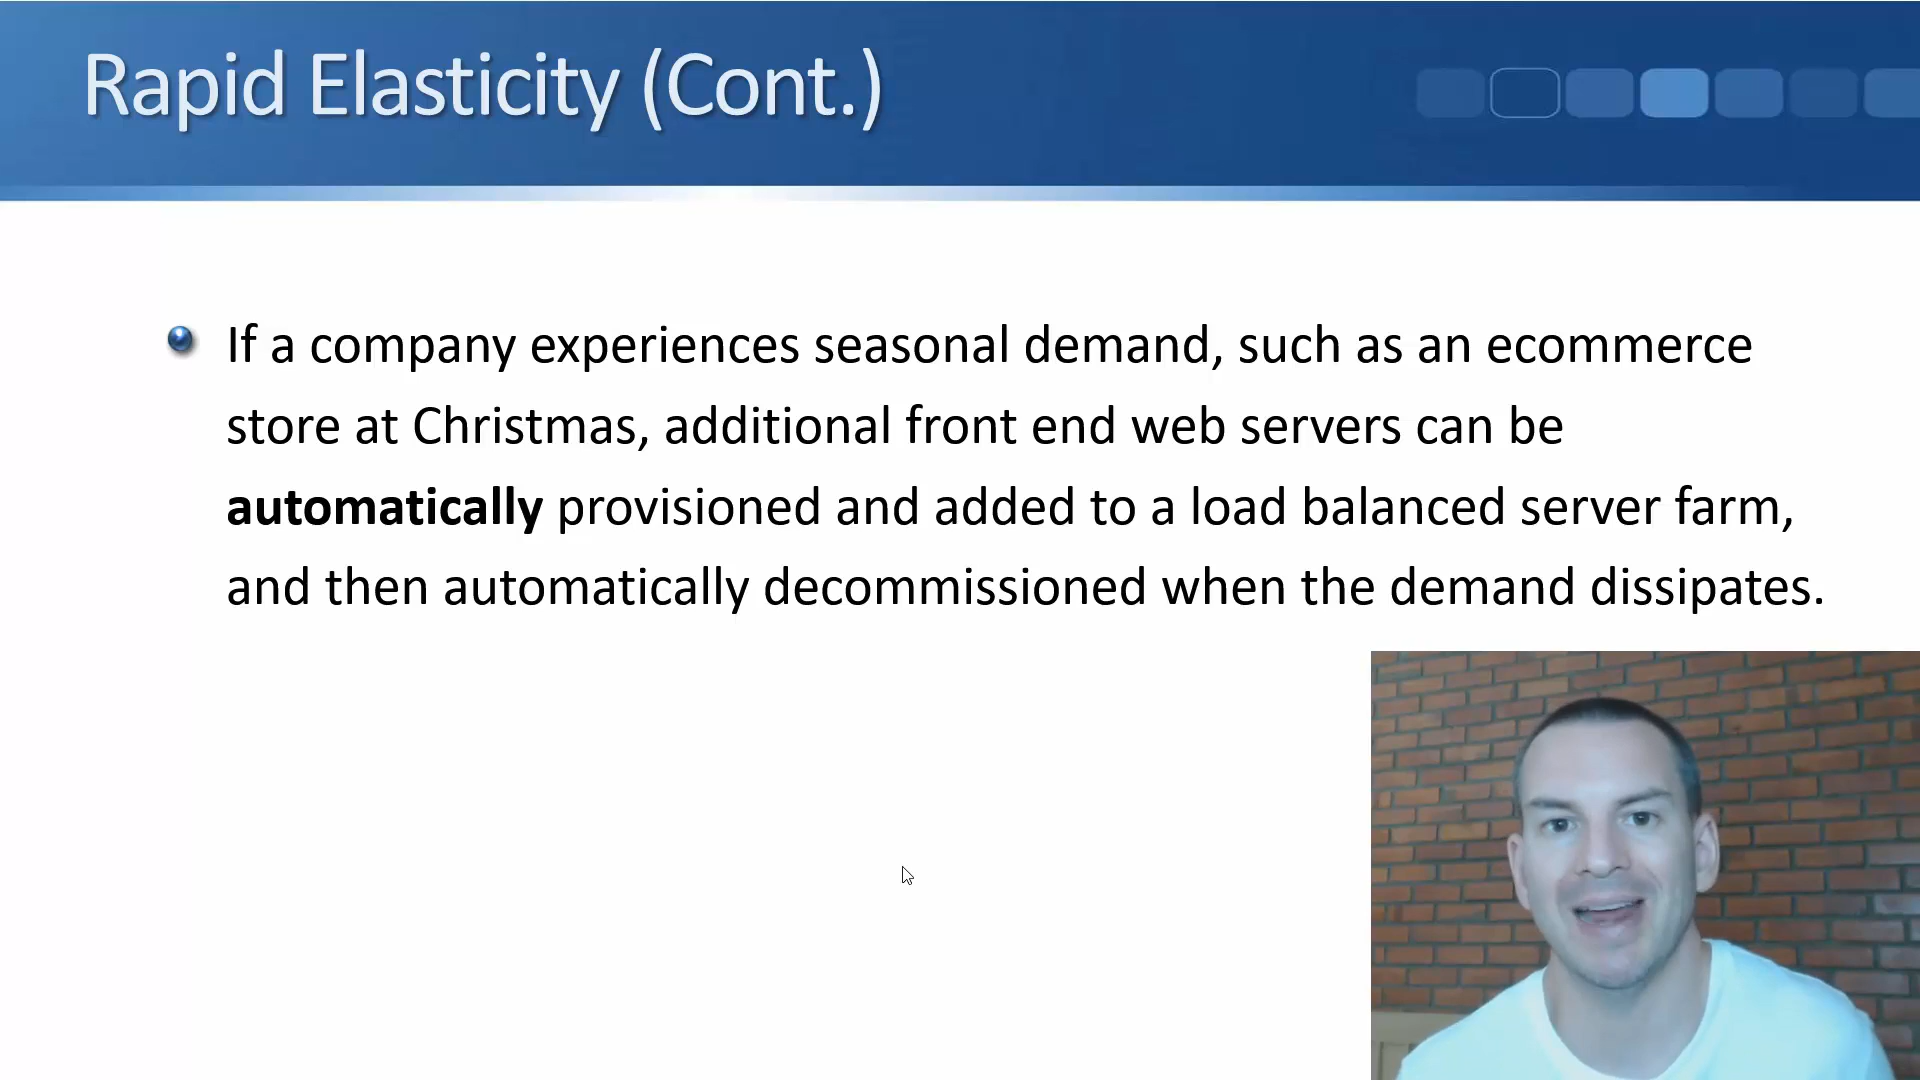 Rapid Elasticity (Cont.)
If a company experiences seasonal demand, such as an ecommerce
store at Christmas, additional front end web servers can be
automatically provisioned and added to a load balanced server farm,
and then automatically decommissioned when the demand dissipates.